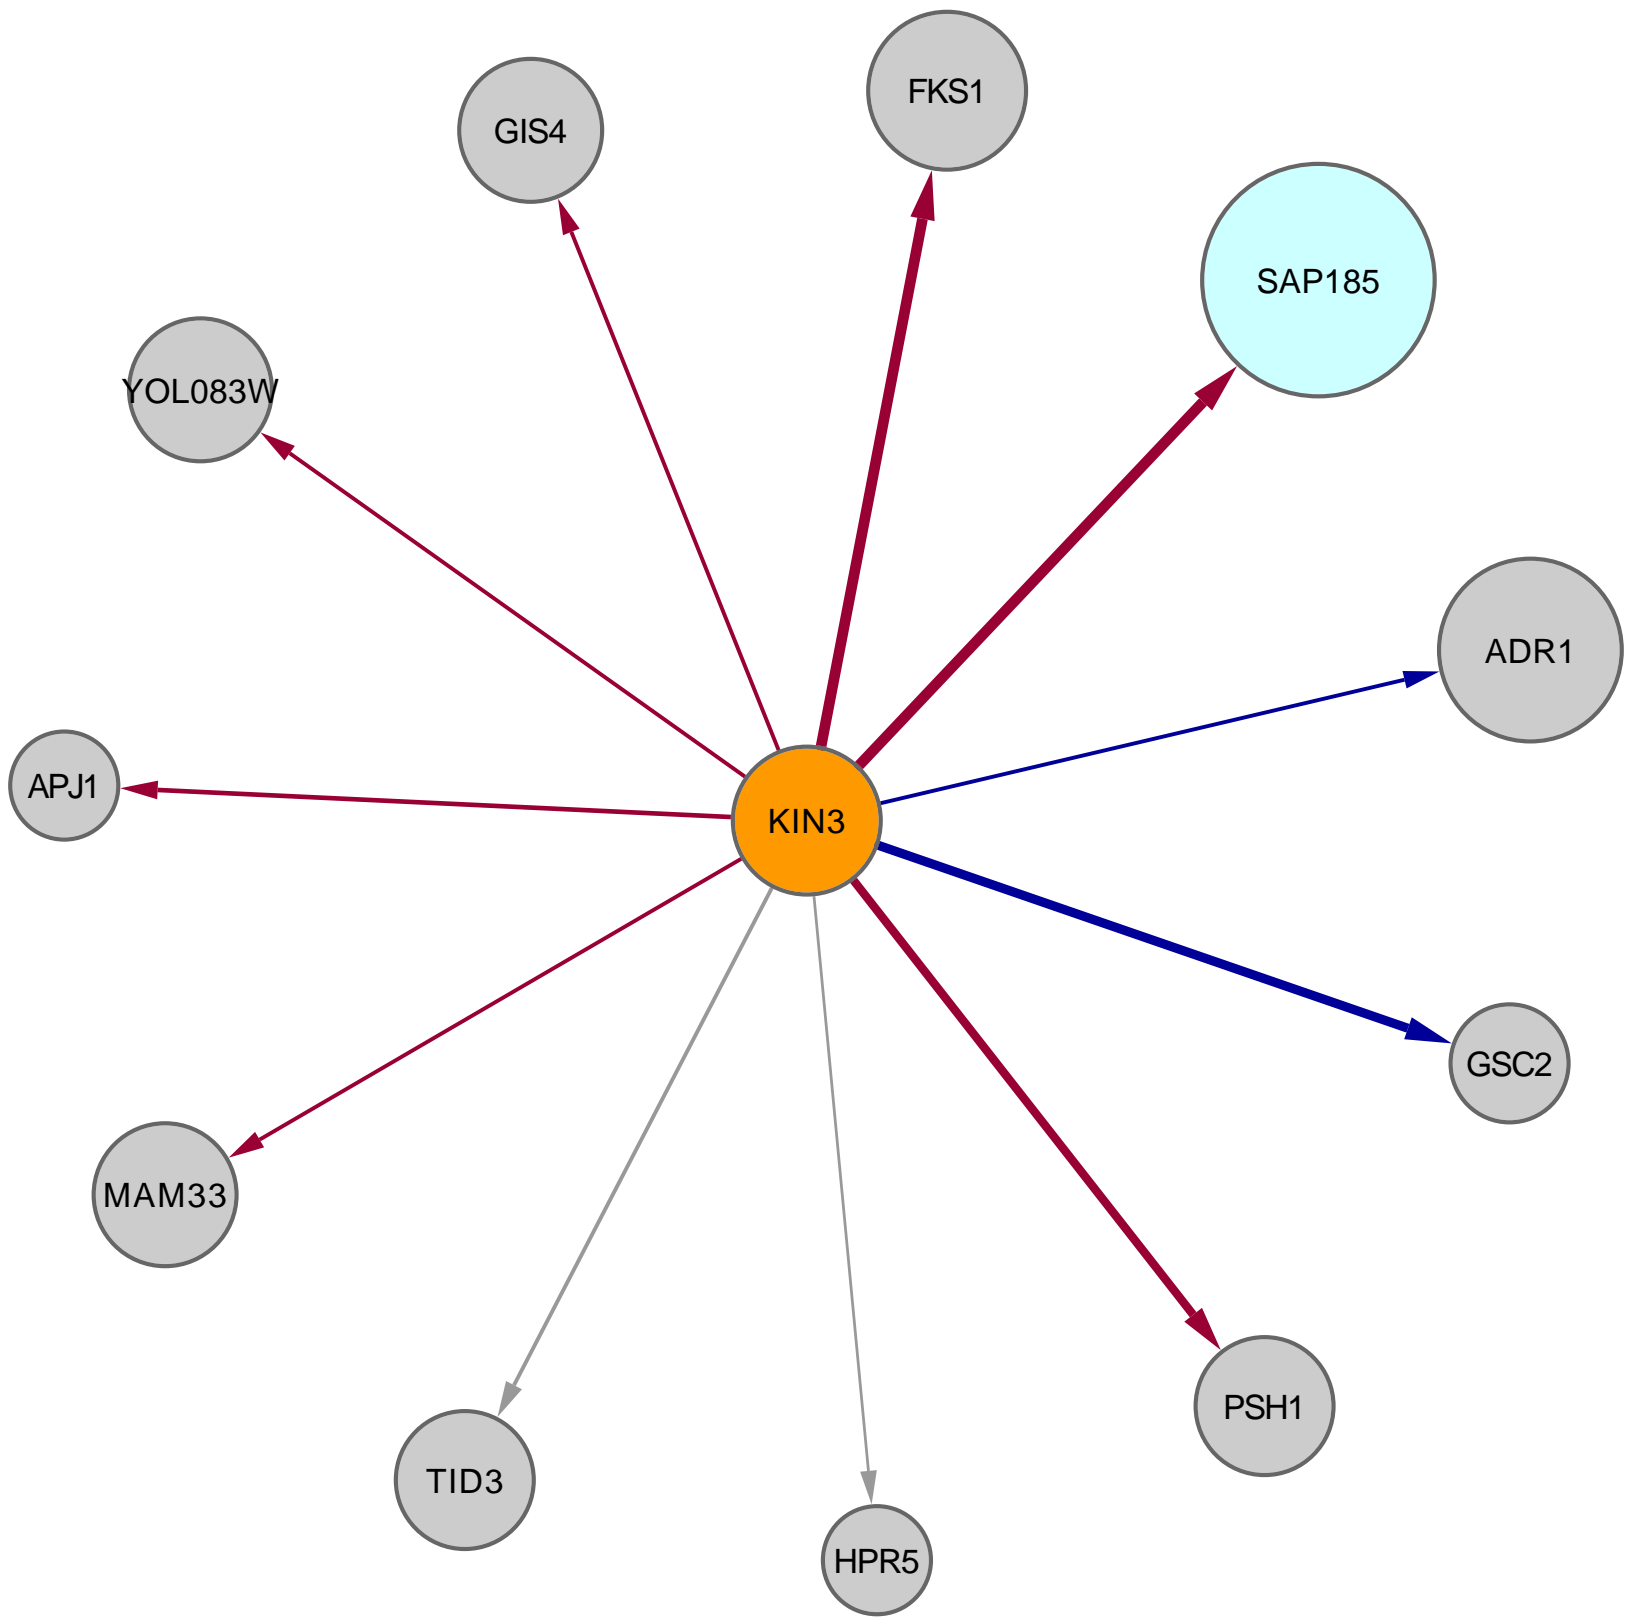 FKS1
GIS4
SAP185
YOL083W
ADR1
APJ1
KIN3
GSC2
MAM33
PSH1
TID3
HPR5